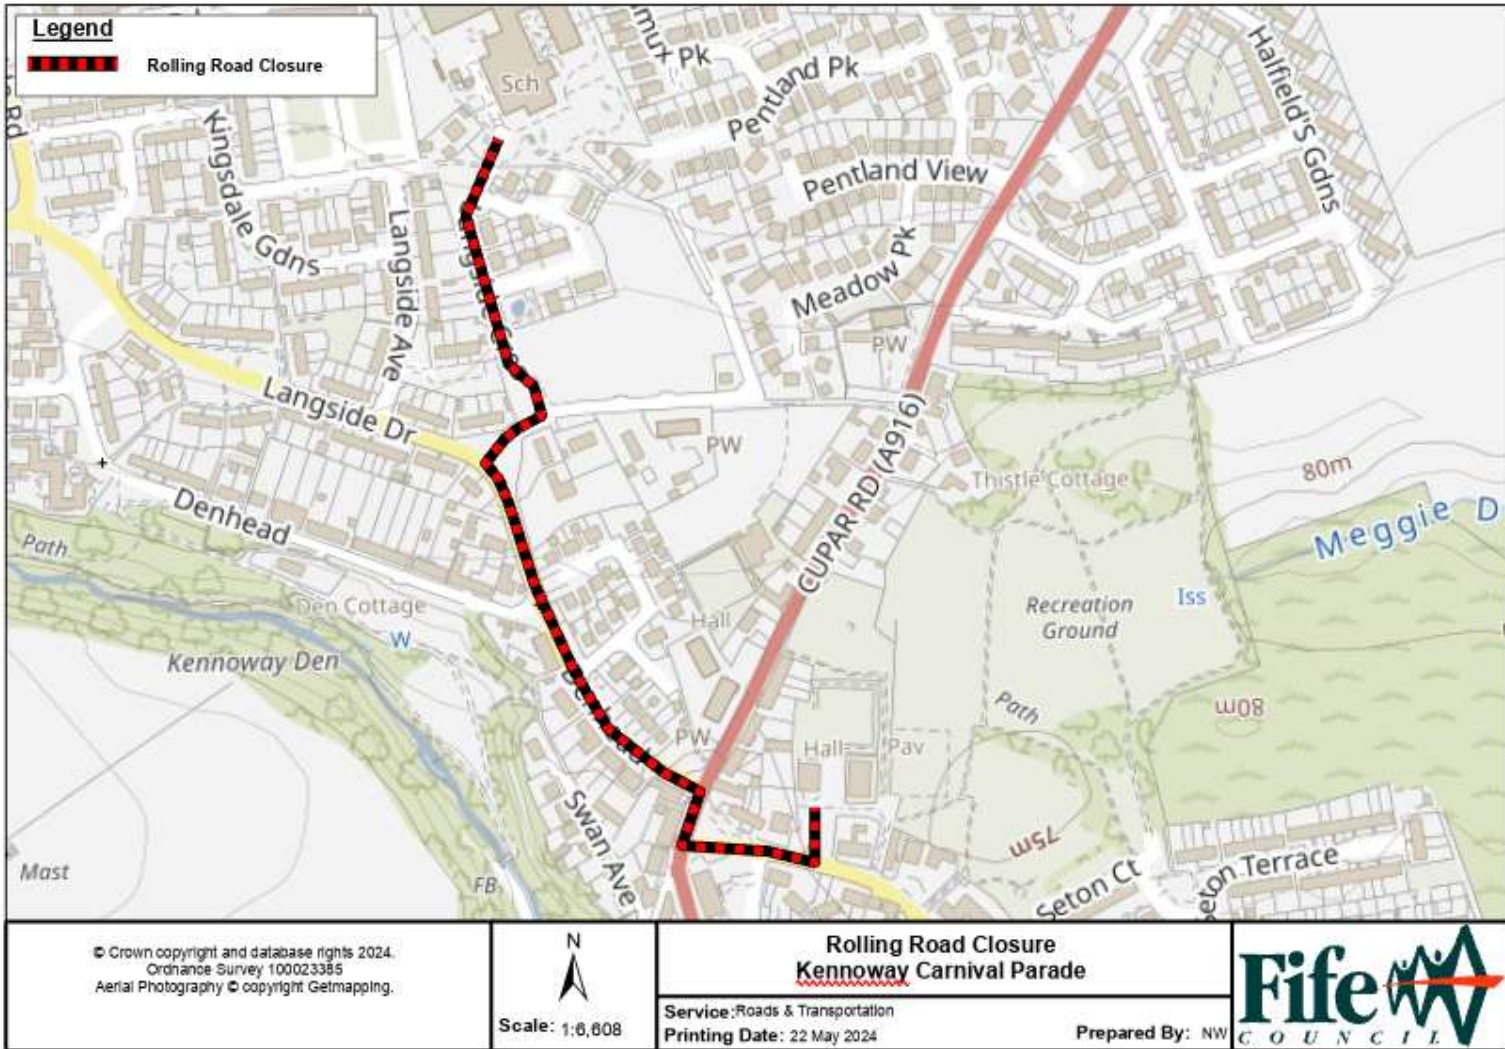 Legend
Rolling Road Closure
Sch
Pentland Pk
Halfield'S Gdns
Kingsdale Gdns
Pentland View
Langside Ave
Meadow Pk
PW
Langside Dr
CUPAR RD (A916)
PW
Thistle Cottage
80m
Denhead
Meggie D
Path
Den Cottage
W
Hall
Recreation
Ground
Iss
Kennoway Den
Path
80m
PW
Hall
Pav
Swan Ave
75m
Mast
FB
Seton Ct
Seton Terrace
© Crown copyright and database rights 2024.
Ordnance Survey 100023385
Aerial Photography © copyright Getmapping.
N
Scale: 1:6,608
Rolling Road Closure
Kennoway Carnival Parade
Service:Roads & Transportation
Printing Date: 22 May 2024
Prepared By: NW
Fife
COUNCIL